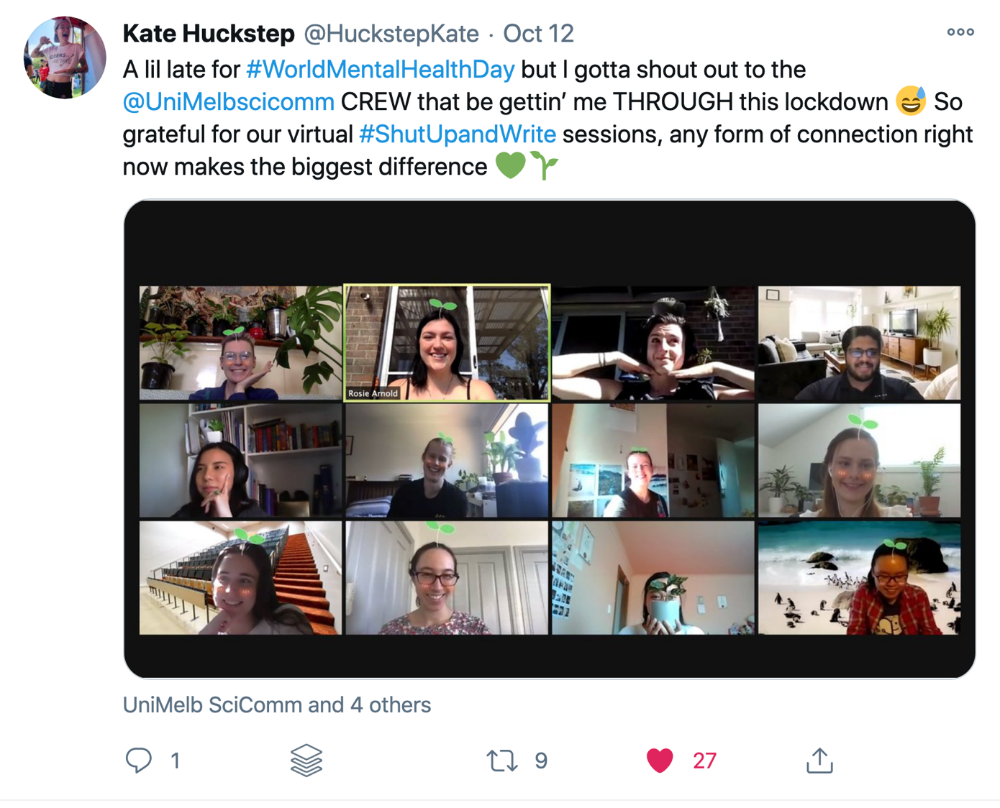 Kate Huckstep @HuckstepKate · Oct 12
A lil late for #WorldMentalHealthDay but I gotta shout out to the
@UniMelbscicomm CREW that be gettin’ me THROUGH this lockdown 😅 So
grateful for our virtual #ShutUpandWrite sessions, any form of connection right
now makes the biggest difference 💚🌱
Rosie Arnold
UniMelb SciComm and 4 others
1 9 27